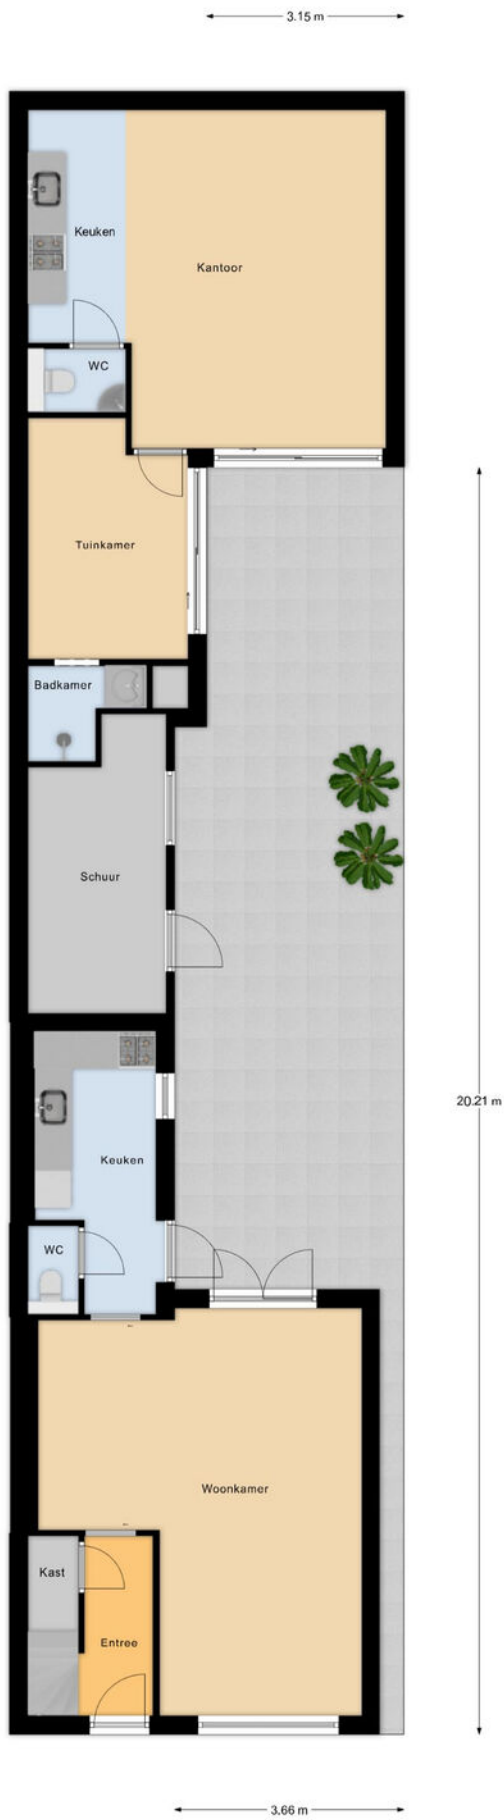 3.15 m
Keuken
Kantoor
WC
Tuinkamer
Badkamer
Schuur
20.21 m
Keuken
WC
Woonkamer
Kast
Entree
3.66 m